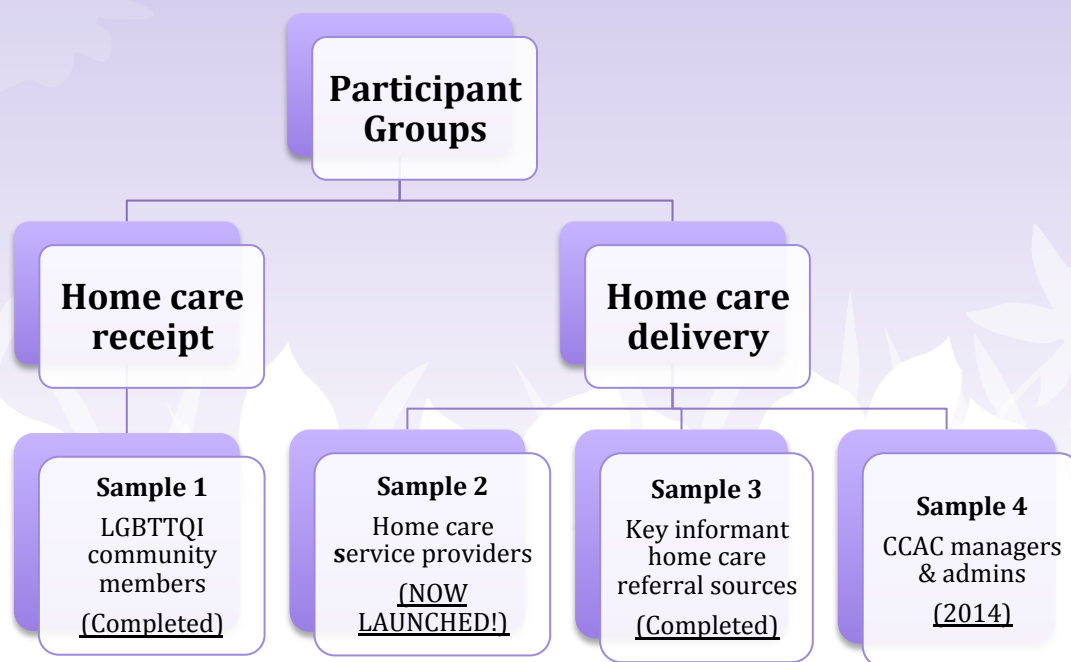 Participant
Groups
Home care
receipt
Home care
delivery
Sample 1
LGBTTQI
community
members
(Completed)
Sample 2
Home care
service providers
(NOW
LAUNCHED!)
Sample 3
Key informant
home care
referral sources
(Completed)
Sample 4
CCAC managers
& admins
(2014)